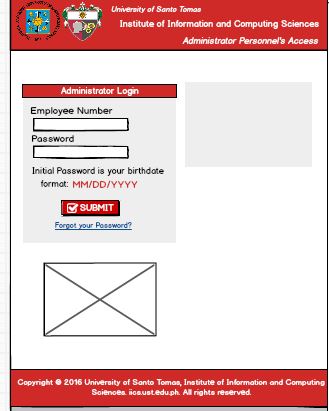 University of Santo Tomas
Institute of Information and Computing Sciences
Administrator Personnel's Access
Administrator Login
Employee Number
Password
Initial Password is your birthdate
format: MM/DD/YYYY
SUBMIT
Forgot your Password?
Copyright © 2016 University of Santo Tomas, Institute of Information and Computing
Sciences. iics.ust.edu.ph. All rights reserved.